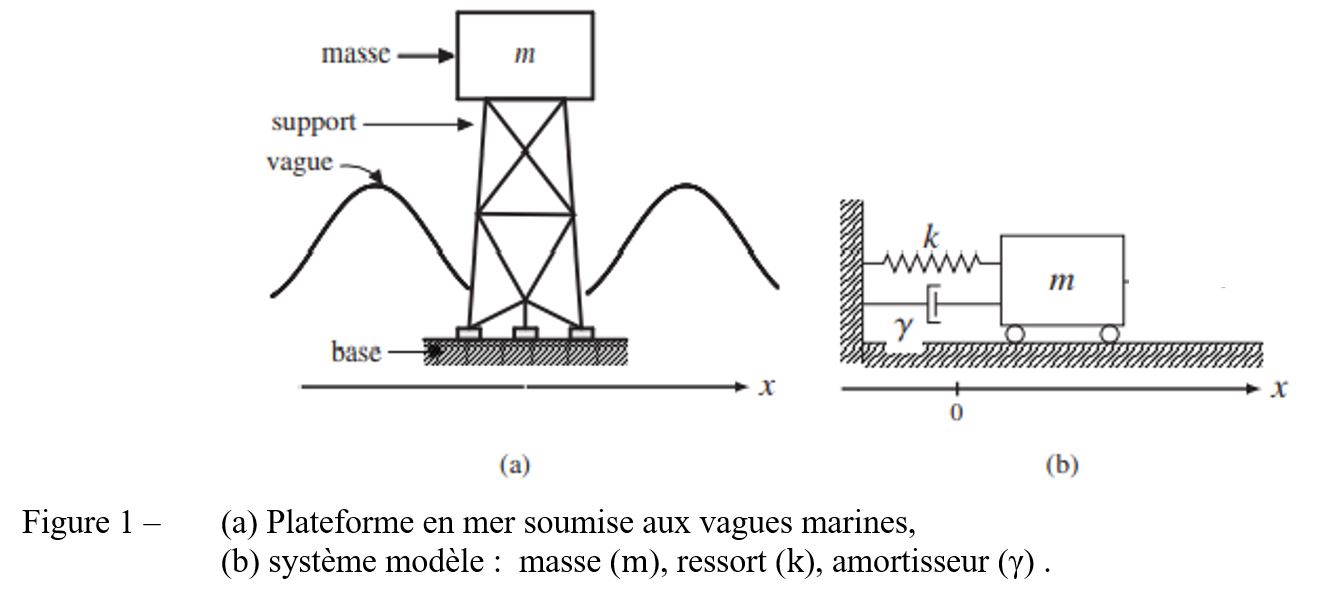 masse
m
support
vague
base
x
(a)
k
m
γ
x
0
(b)
Figure 1 – (a) Plateforme en mer soumise aux vagues marines,
(b) système modèle : masse (m), ressort (k), amortisseur (γ) .